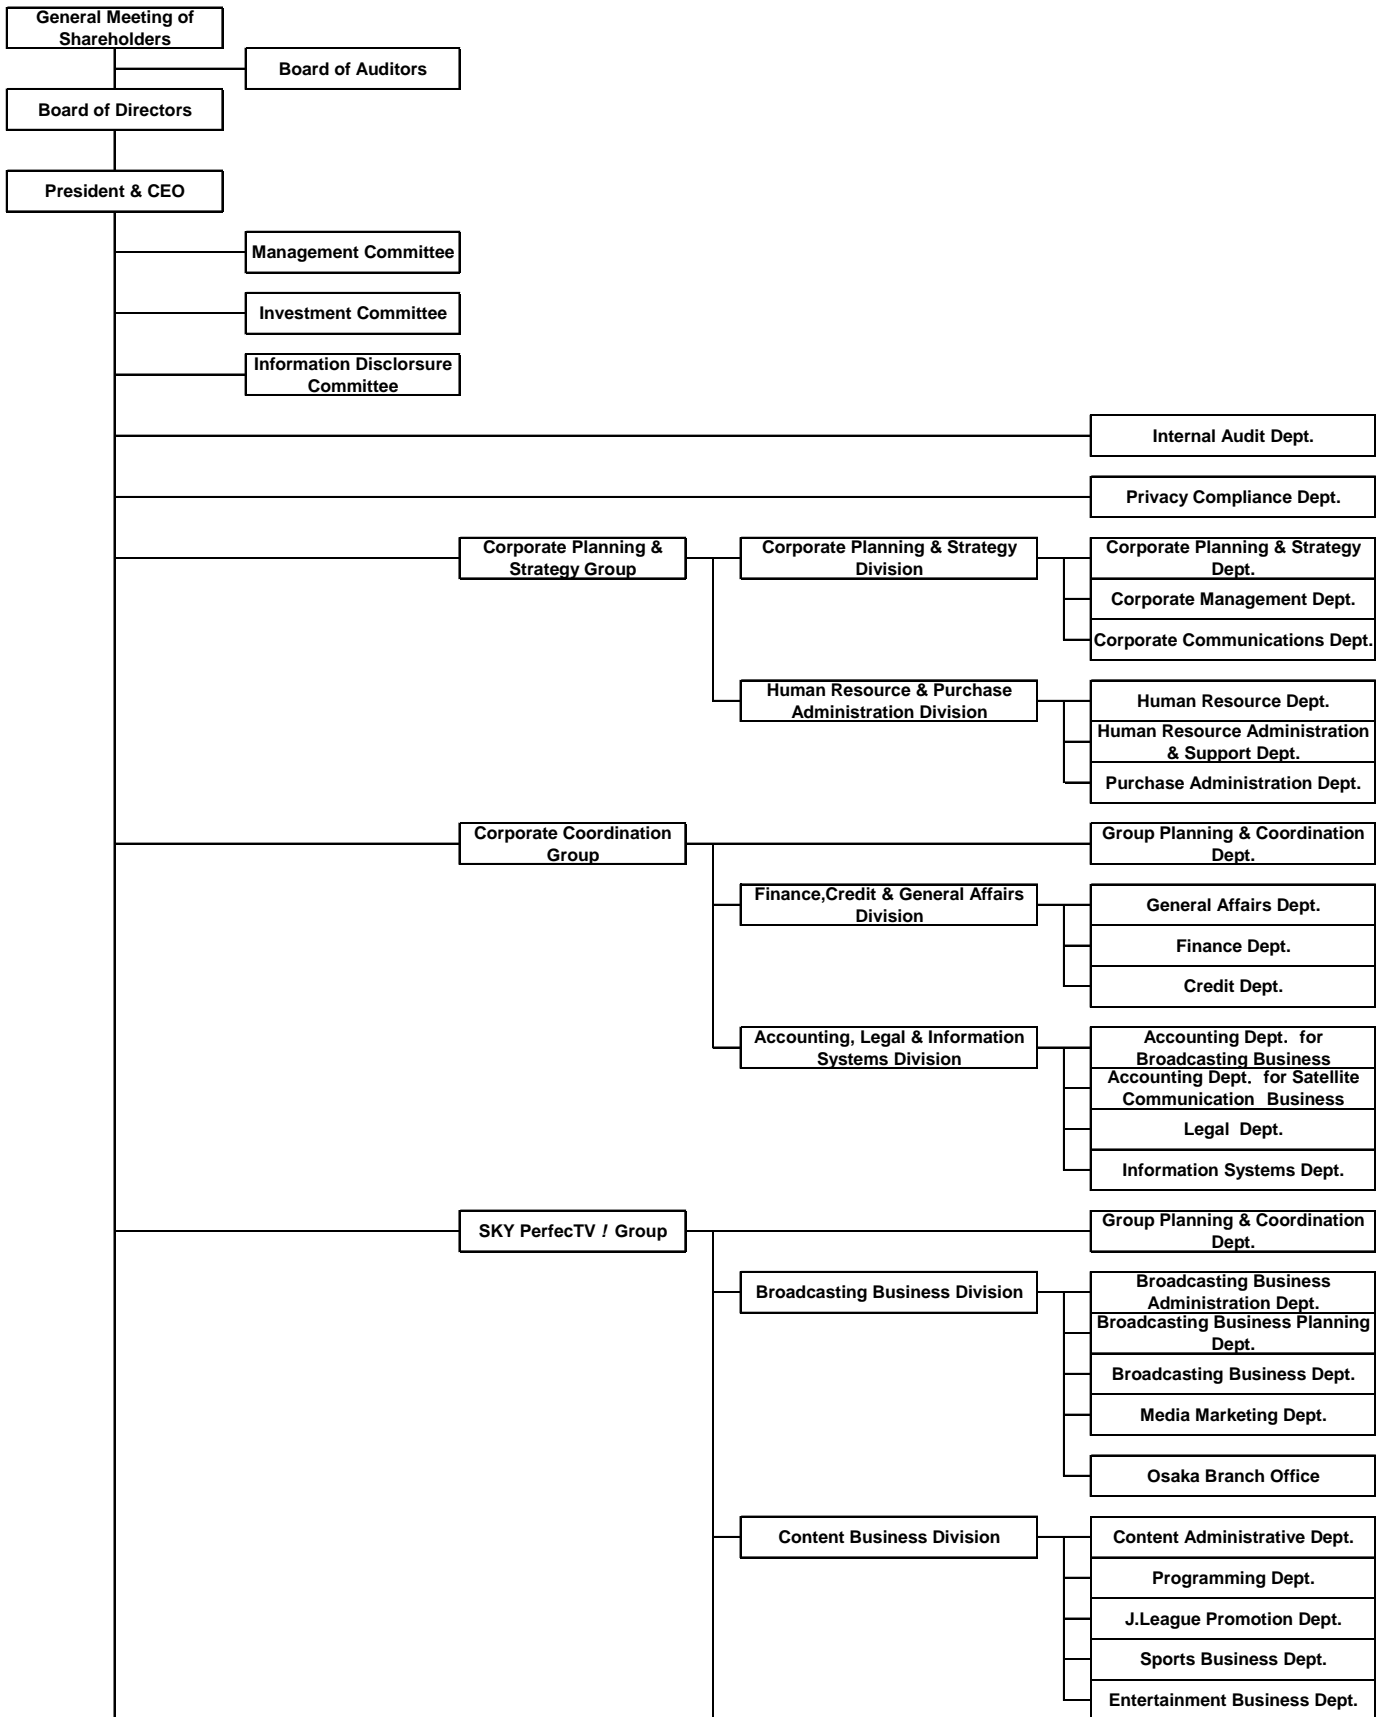 General Meeting of
Shareholders
Board of Auditors
Board of Directors
President & CEO
Management Committee
Investment Committee
Information Disclorsure
Committee
Internal Audit Dept.
Privacy Compliance Dept.
Corporate Planning &
Strategy Group
Corporate Planning & Strategy
Division
Corporate Planning & Strategy
Dept.
Corporate Management Dept.
Corporate Communications Dept.
Human Resource & Purchase
Administration Division
Human Resource Dept.
Human Resource Administration
& Support Dept.
Purchase Administration Dept.
Corporate Coordination
Group
Group Planning & Coordination
Dept.
Finance,Credit & General Affairs
Division
General Affairs Dept.
Finance Dept.
Credit Dept.
Accounting, Legal & Information
Systems Division
Accounting Dept. for
Broadcasting Business
Accounting Dept. for Satellite
Communication Business
Legal Dept.
Information Systems Dept.
SKY PerfecTV ! Group
Group Planning & Coordination
Dept.
Broadcasting Business Division
Broadcasting Business
Administration Dept.
Broadcasting Business Planning
Dept.
Broadcasting Business Dept.
Media Marketing Dept.
Osaka Branch Office
Content Business Division
Content Administrative Dept.
Programming Dept.
J.League Promotion Dept.
Sports Business Dept.
Entertainment Business Dept.